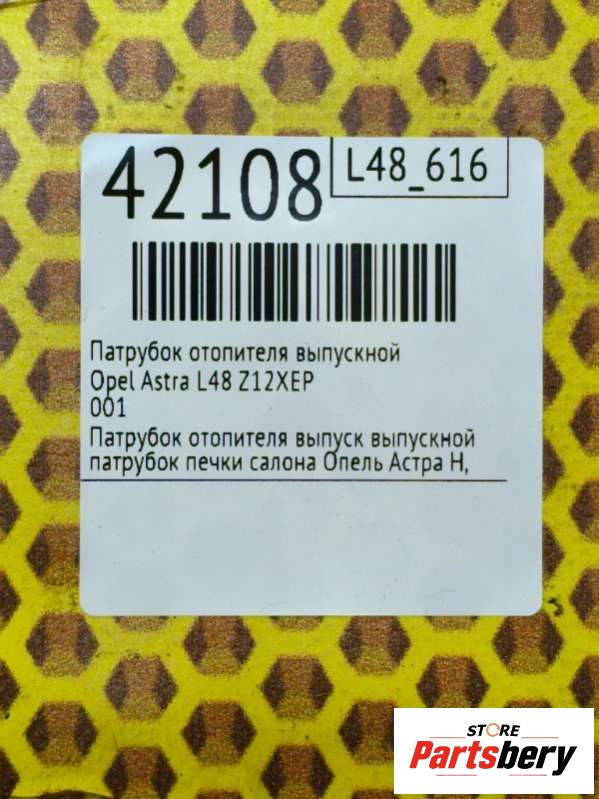 42108
L48_616
Патрубок отопителя выпускной
Opel Astra L48 Z12XEP
001
Патрубок отопителя выпуск выпускной
патрубок печки салона Опель Астра Н,
STORE
Partsbery